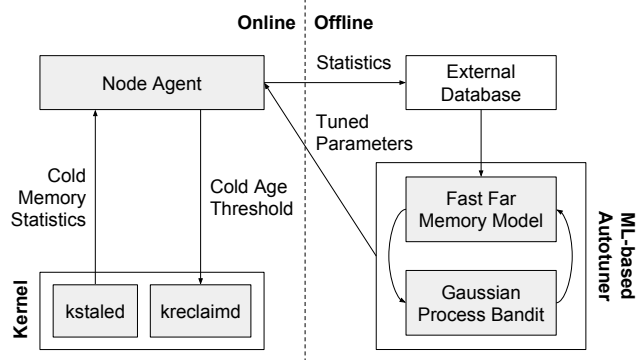 Online
Offline
Node Agent
Statistics
External
Database
Tuned
Parameters
Cold
Memory
Statistics
Cold Age
Threshold
Fast Far
Memory Model
Gaussian
Process Bandit
ML-based
Autotuner
Kernel
kstaled
kreclaimd